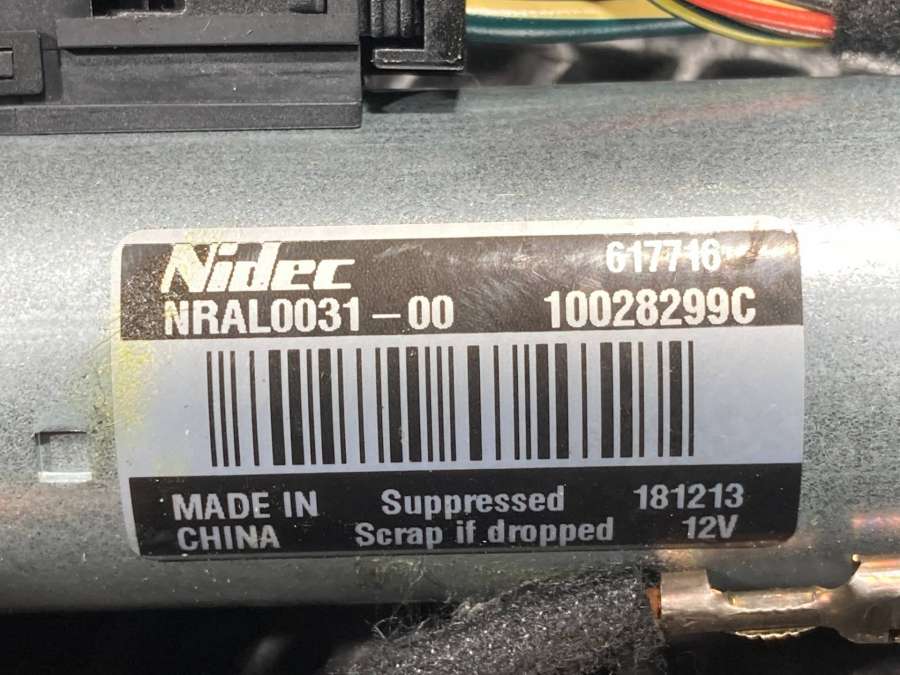 Nidec 617716
NRAL0031-00 10028299C
MADE IN Suppressed 181213
CHINA Scrap if dropped 12V